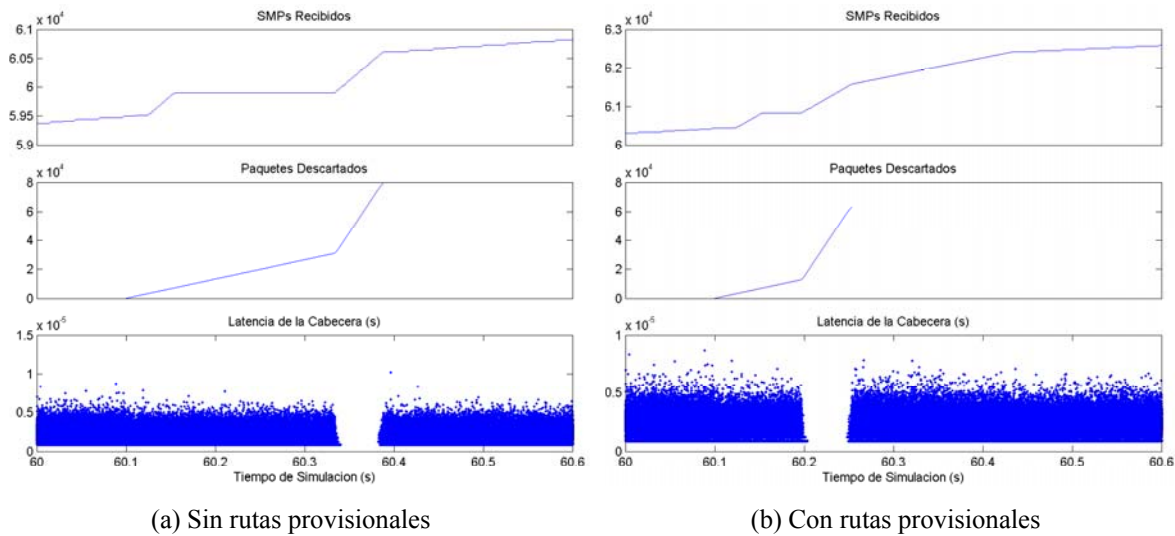 x 10^4
SMPs Recibidos
6.1
6.05
6
5.95
5.9
x 10^4
Paquetes Descartados
8
6
4
2
0
x 10^-5
Latencia de la Cabecera (s)
1.5
1
0.5
0
60 60.1 60.2 60.3 60.4 60.5 60.6
Tiempo de Simulacion (s)
(a) Sin rutas provisionales
x 10^4
SMPs Recibidos
6.3
6.2
6.1
6
x 10^4
Paquetes Descartados
8
6
4
2
0
x 10^-5
Latencia de la Cabecera (s)
1
0.5
0
60 60.1 60.2 60.3 60.4 60.5 60.6
Tiempo de Simulacion (s)
(b) Con rutas provisionales